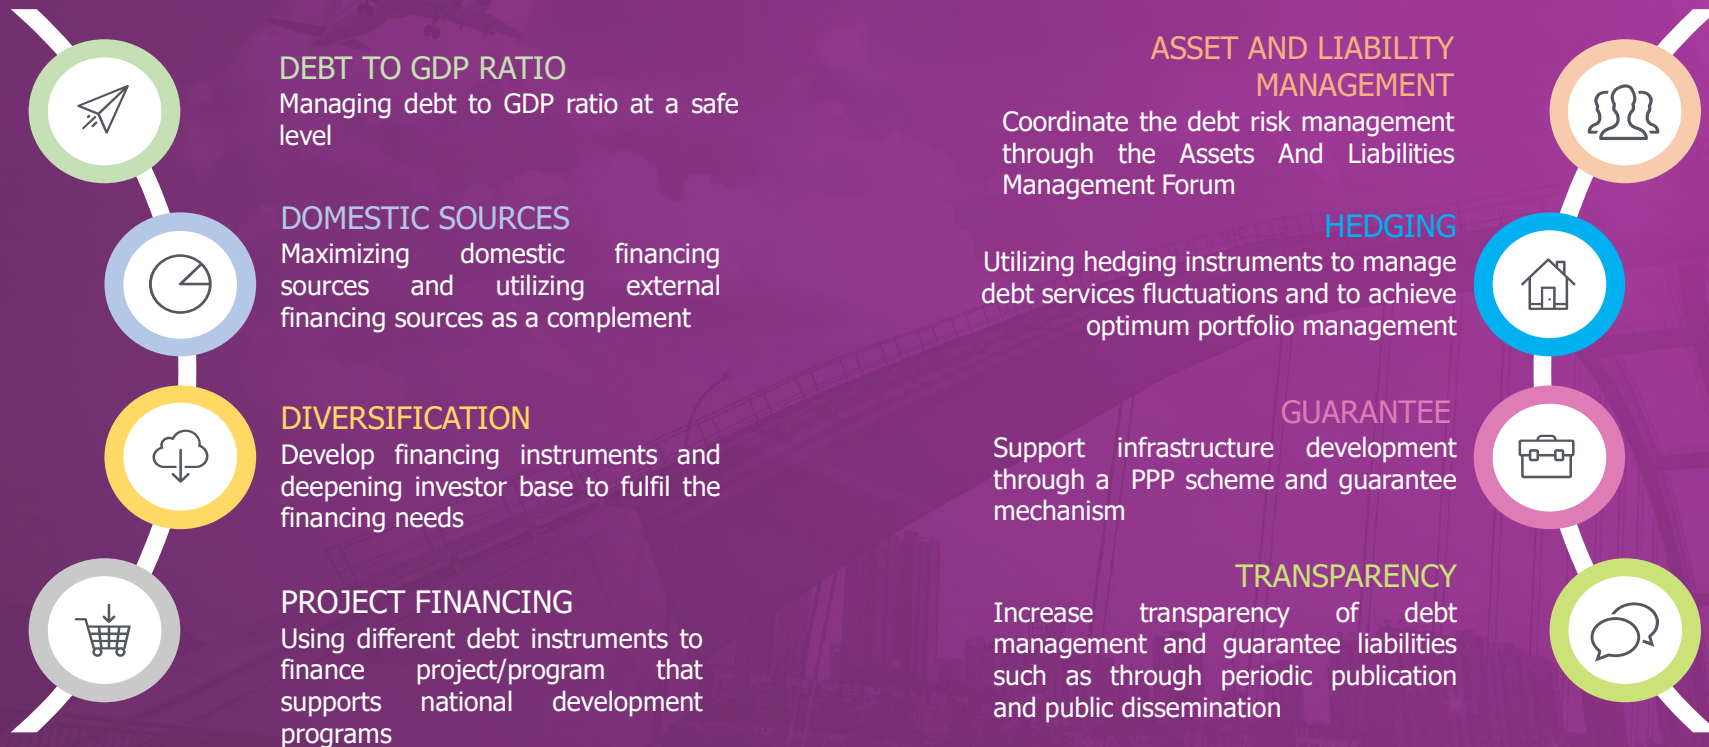 DEBT TO GDP RATIO
Managing debt to GDP ratio at a safe
level
DOMESTIC SOURCES
Maximizing domestic financing
sources and utilizing external
financing sources as a complement
DIVERSIFICATION
Develop financing instruments and
deepening investor base to fulfil the
financing needs
PROJECT FINANCING
Using different debt instruments to
finance project/program that
supports national development
programs
ASSET AND LIABILITY
MANAGEMENT
Coordinate the debt risk management
through the Assets And Liabilities
Management Forum
HEDGING
Utilizing hedging instruments to manage
debt services fluctuations and to achieve
optimum portfolio management
GUARANTEE
Support infrastructure development
through a PPP scheme and guarantee
mechanism
TRANSPARENCY
Increase transparency of debt
management and guarantee liabilities
such as through periodic publication
and public dissemination